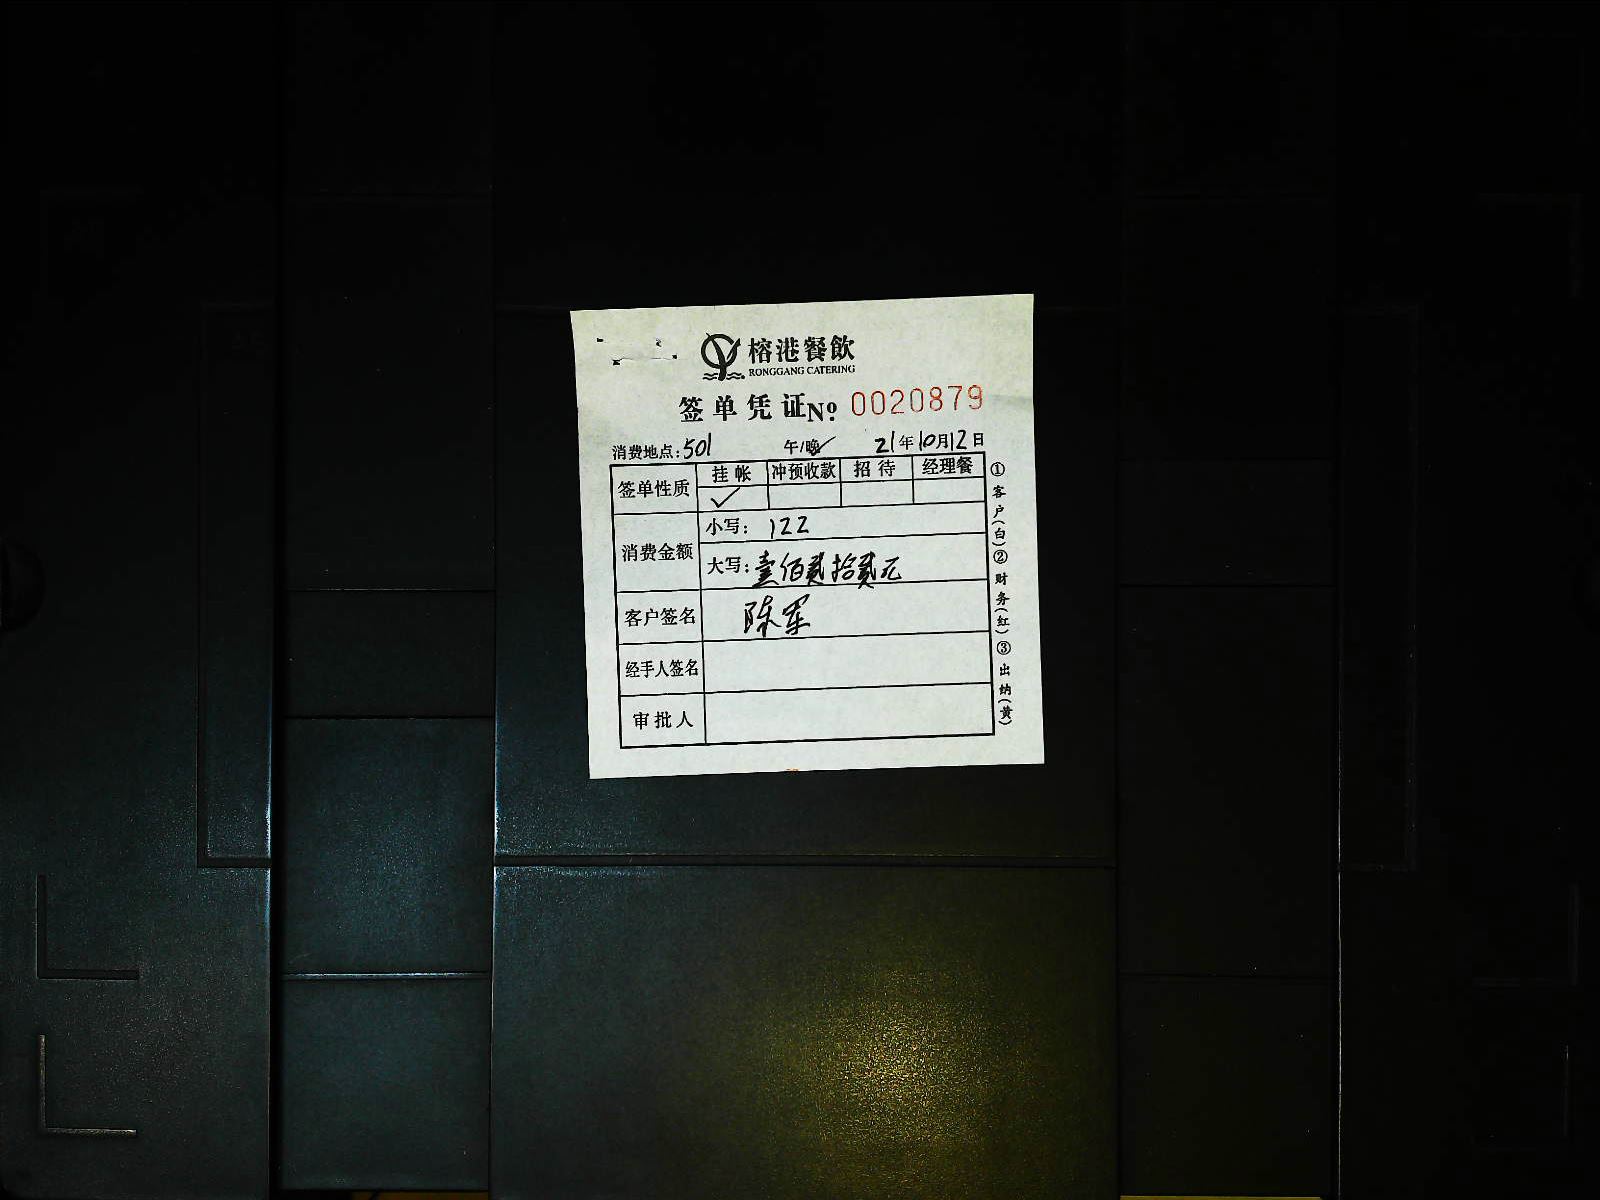 榕港餐飲
RONGGANG CATERING
签单凭证№ 0020879
消费地点:501 午/晚✓ 21年10月12日
签单性质 挂帐 冲预收款 招待 经理餐
✓
消费金额 小写: 122
大写:壹佰贰拾贰元
客户签名 陈军
经手人签名
审批人
①客户(白)②财务(红)③出纳(黄)